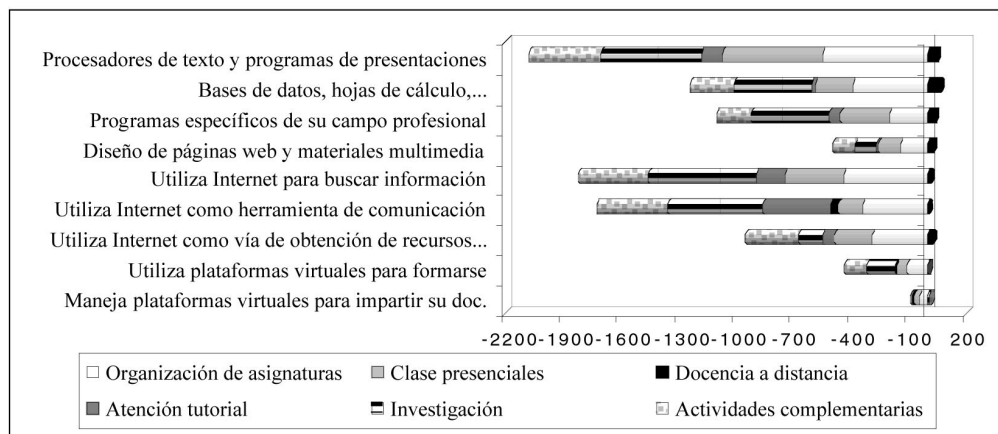 Procesadores de texto y programas de presentaciones
Bases de datos, hojas de cálculo,...
Programas específicos de su campo profesional
Diseño de páginas web y materiales multimedia
Utiliza Internet para buscar información
Utiliza Internet como herramienta de comunicación
Utiliza Internet como vía de obtención de recursos...
Utiliza plataformas virtuales para formarse
Maneja plataformas virtuales para impartir su doc.
-2200 -1900 -1600 -1300 -1000 -700 -400 -100 200
Organización de asignaturas Clase presenciales Docencia a distancia
Atención tutorial Investigación Actividades complementarias